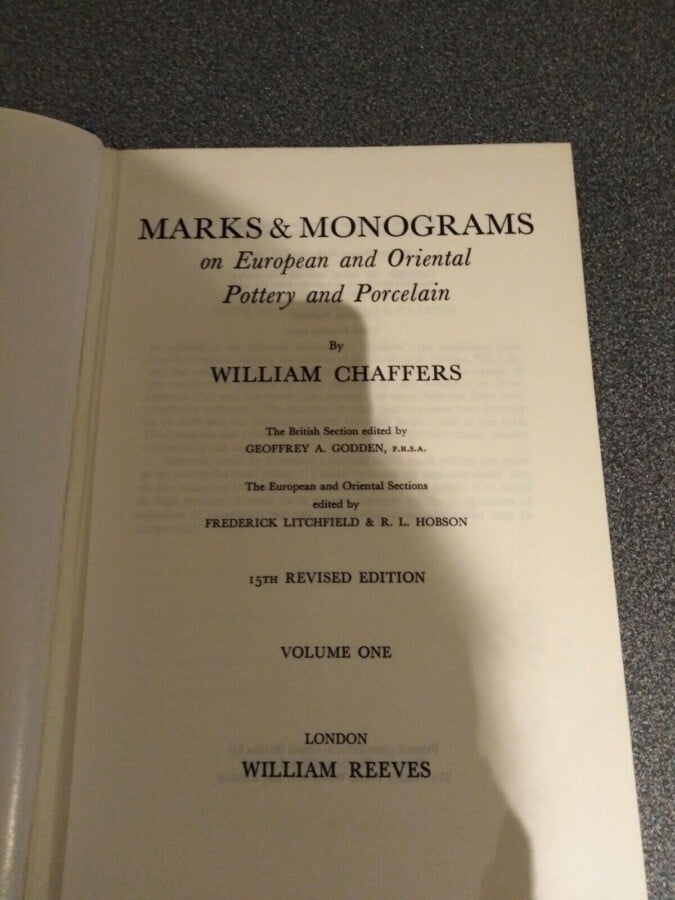 MARKS & MONOGRAMS
on European and Oriental
Pottery and Porcelain
By
WILLIAM CHAFFERS
The British Section edited by
GEOFFREY A. GODDEN, F.R.S.A.
The European and Oriental Sections
edited by
FREDERICK LITCHFIELD & R. L. HOBSON
15TH REVISED EDITION
VOLUME ONE
LONDON
WILLIAM REEVES